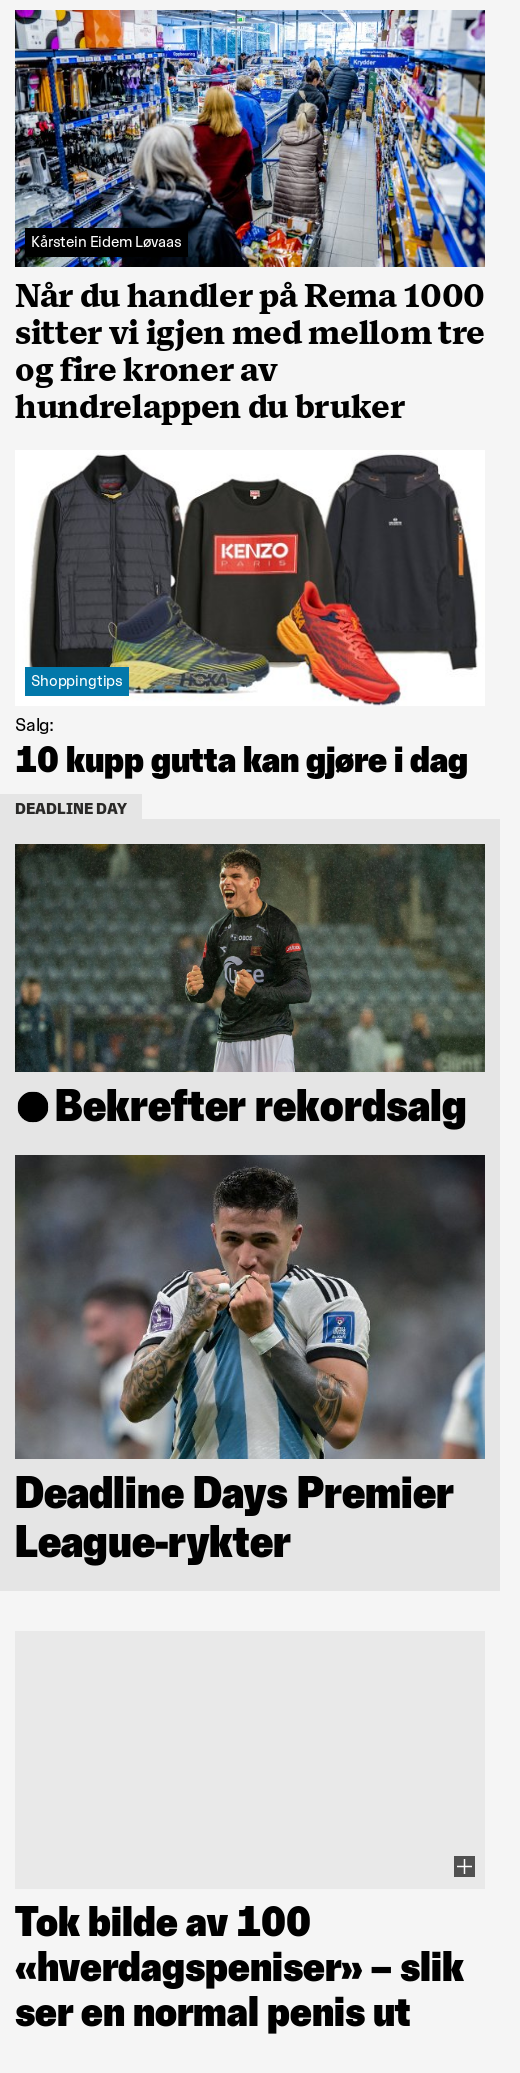 Krydder
Kårstein Eidem Løvaas
Når du handler på Rema 1000
sitter vi igjen med mellom tre
og fire kroner av
hundrelappen du bruker
KENZO
PARIS
HOKA
Shoppingtips
Salg:
10 kupp gutta kan gjøre i dag
DEADLINE DAY
OBOS
Bekrefter rekordsalg
Deadline Days Premier
League-rykter
Tok bilde av 100
«hverdagspeniser» – slik
ser en normal penis ut